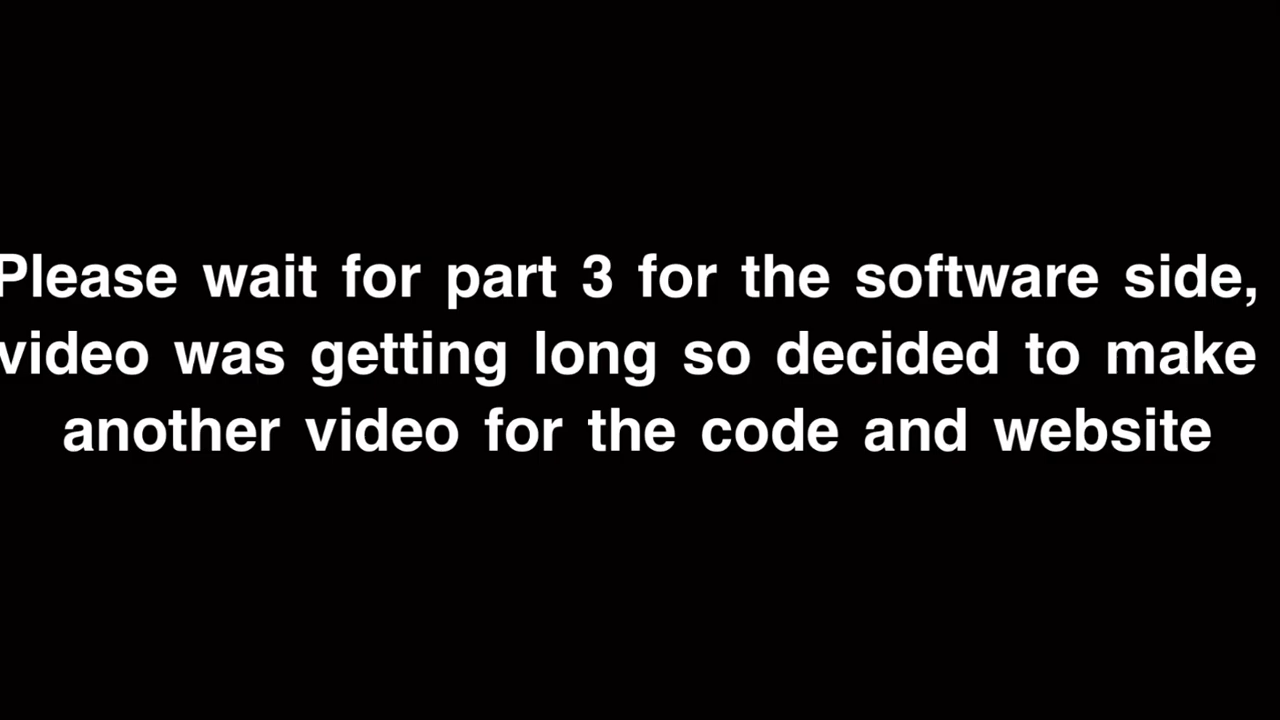 Please wait for part 3 for the software side,
video was getting long so decided to make
another video for the code and website